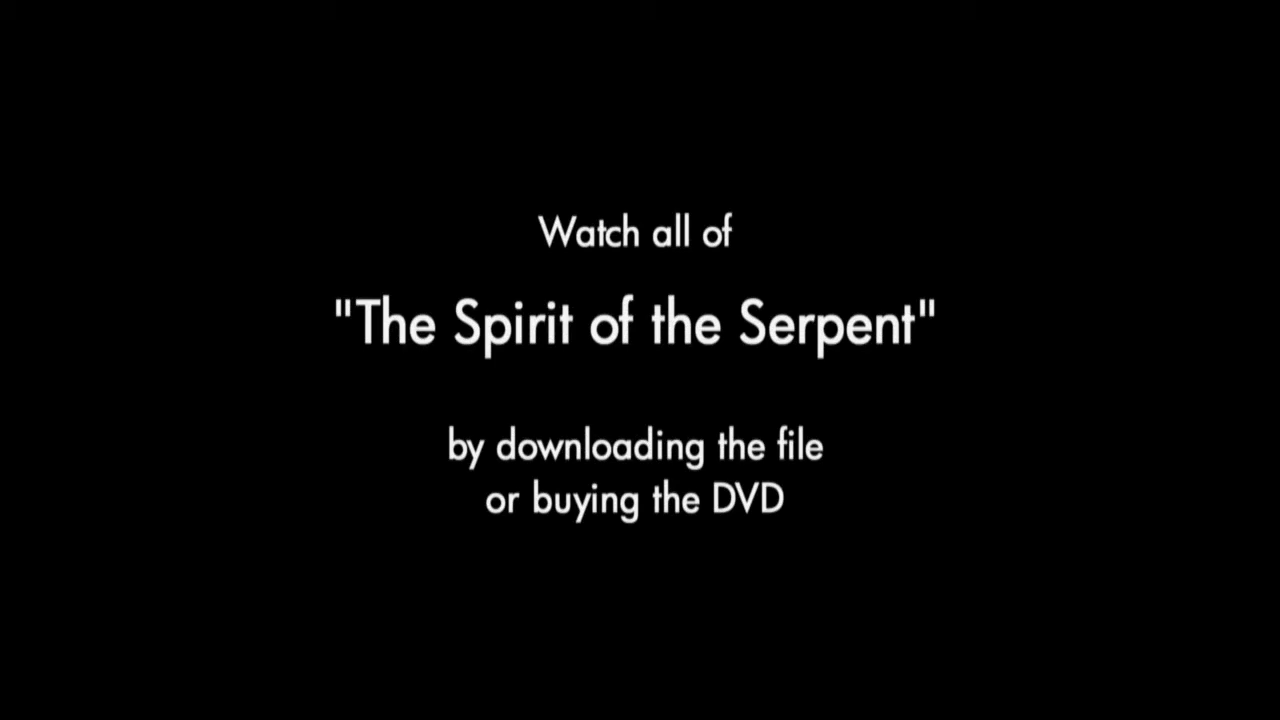 Watch all of
"The Spirit of the Serpent"
by downloading the file
or buying the DVD